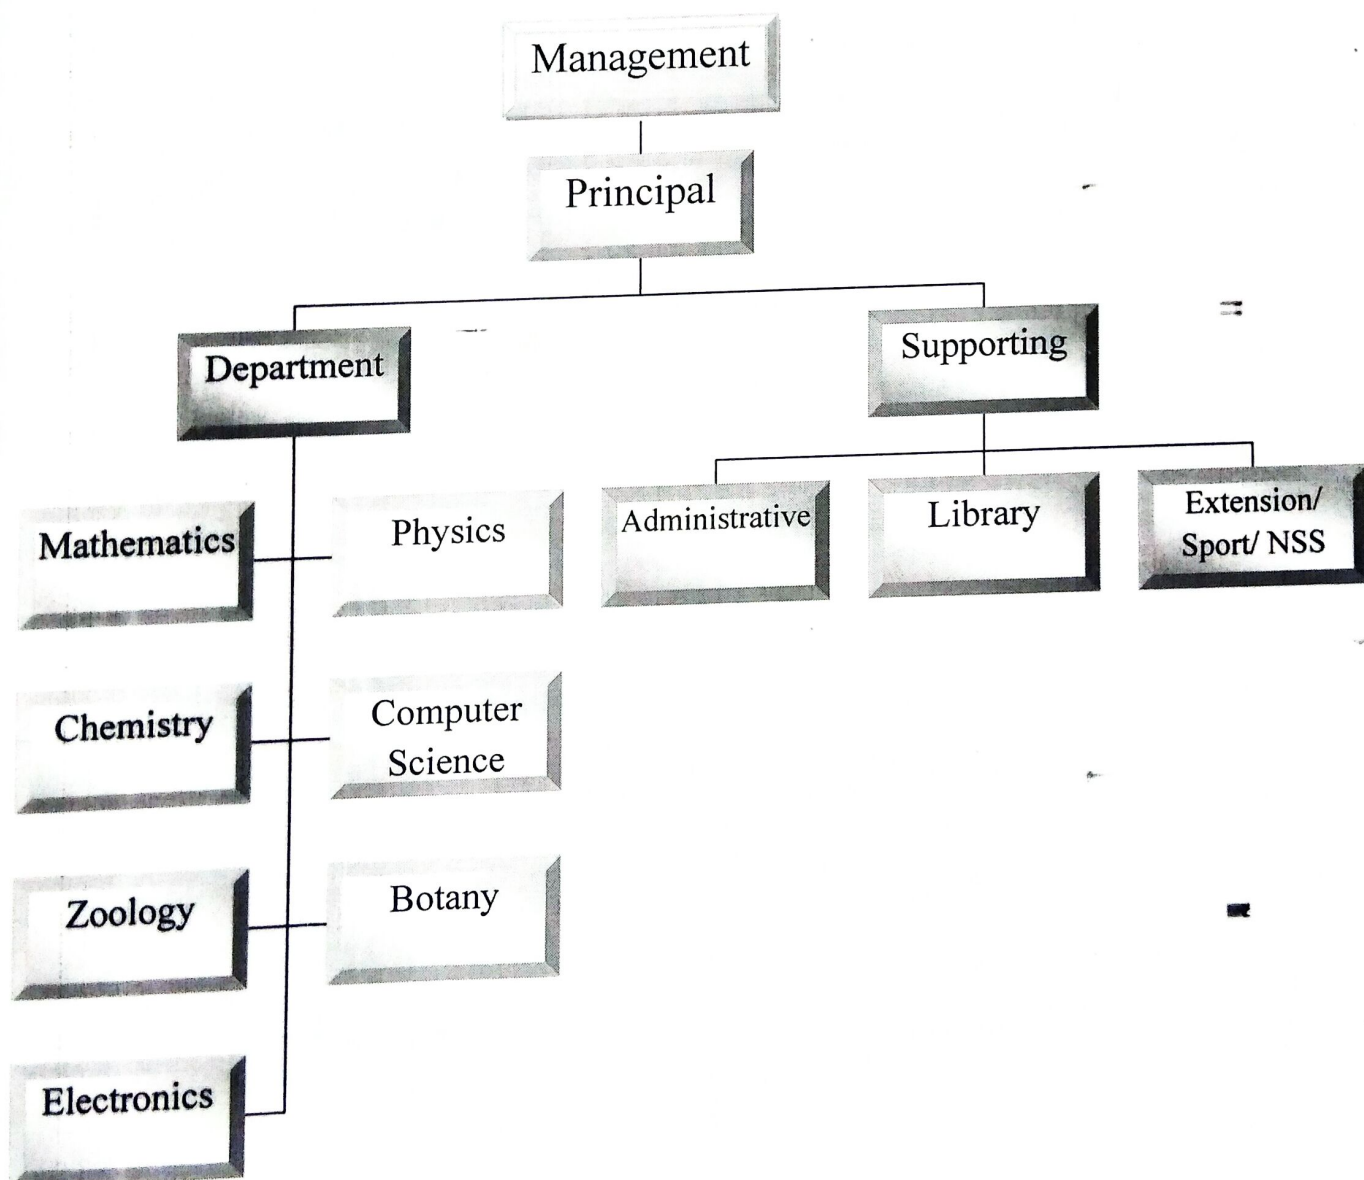 Management
Principal
Department
Supporting
Mathematics
Physics
Administrative
Library
Extension/
Sport/ NSS
Chemistry
Computer
Science
Zoology
Botany
Electronics